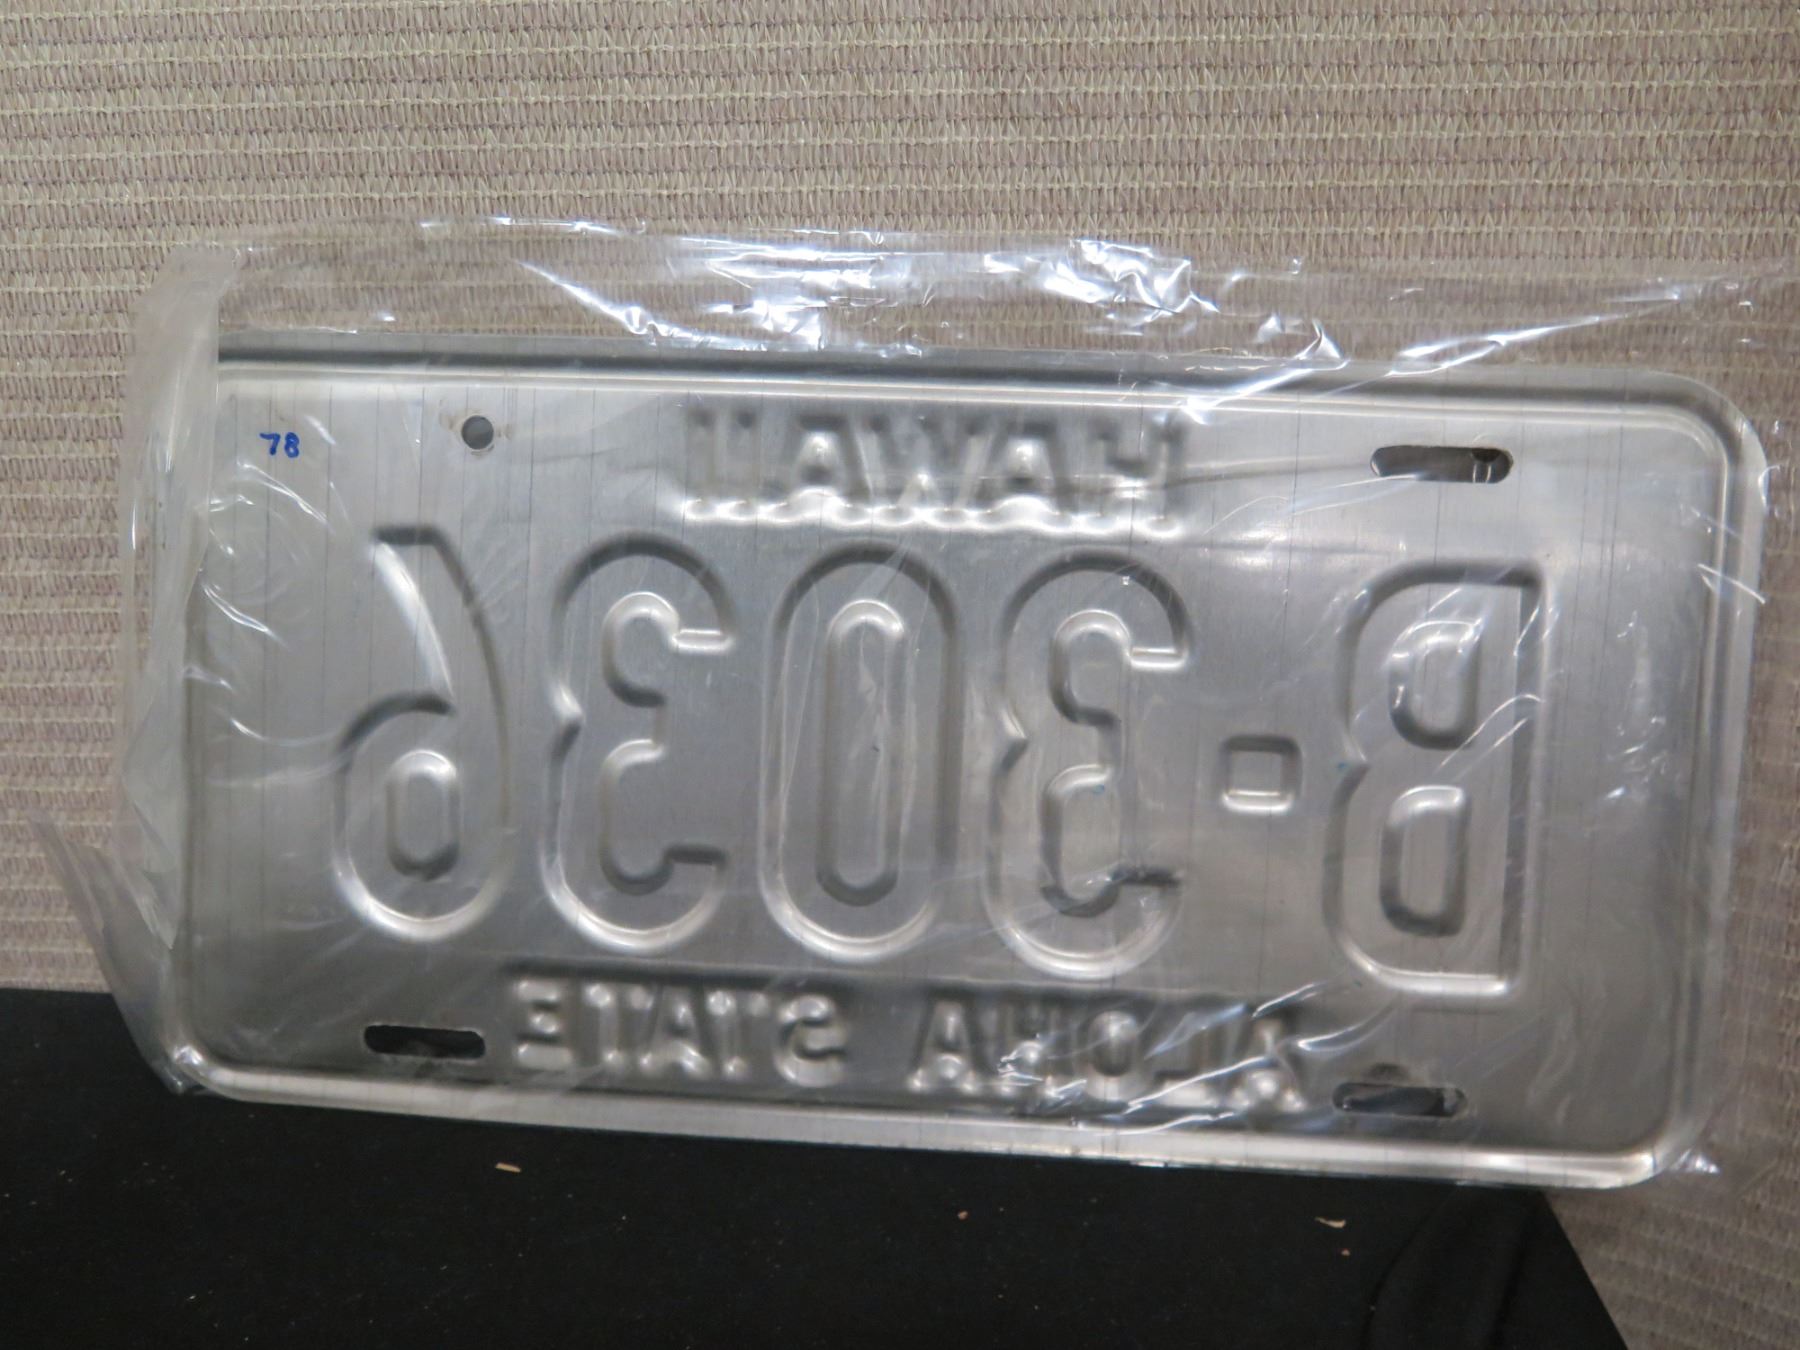 78
HAWAII
B-3036
ALOHA STATE